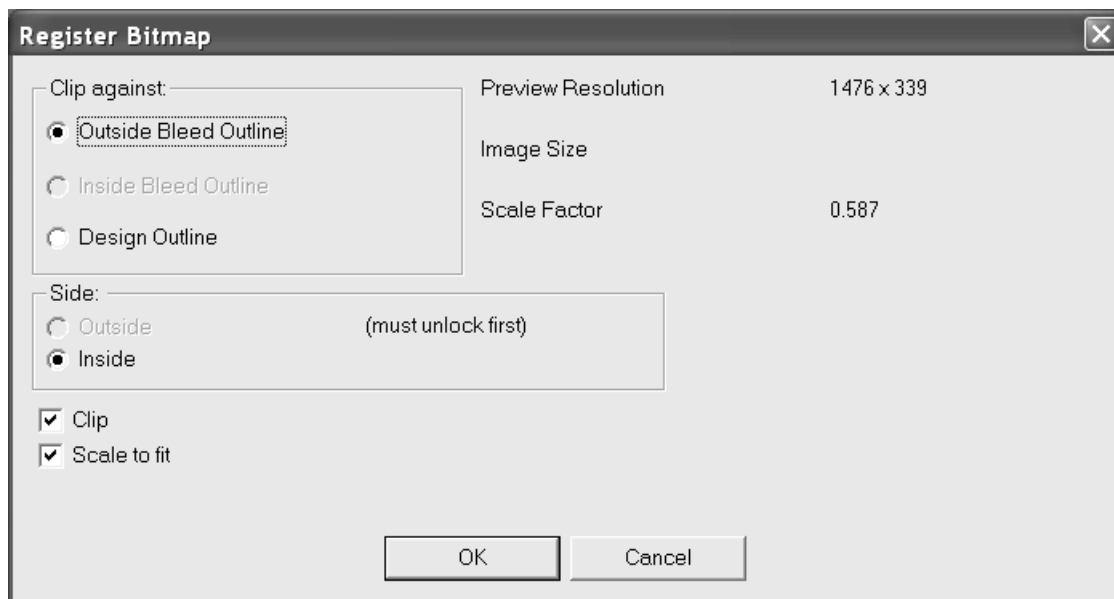 Register Bitmap
Clip against:
Outside Bleed Outline
Inside Bleed Outline
Design Outline
Preview Resolution 1476 x 339
Image Size
Scale Factor 0.587
Side:
Outside (must unlock first)
Inside
Clip
Scale to fit
OK Cancel